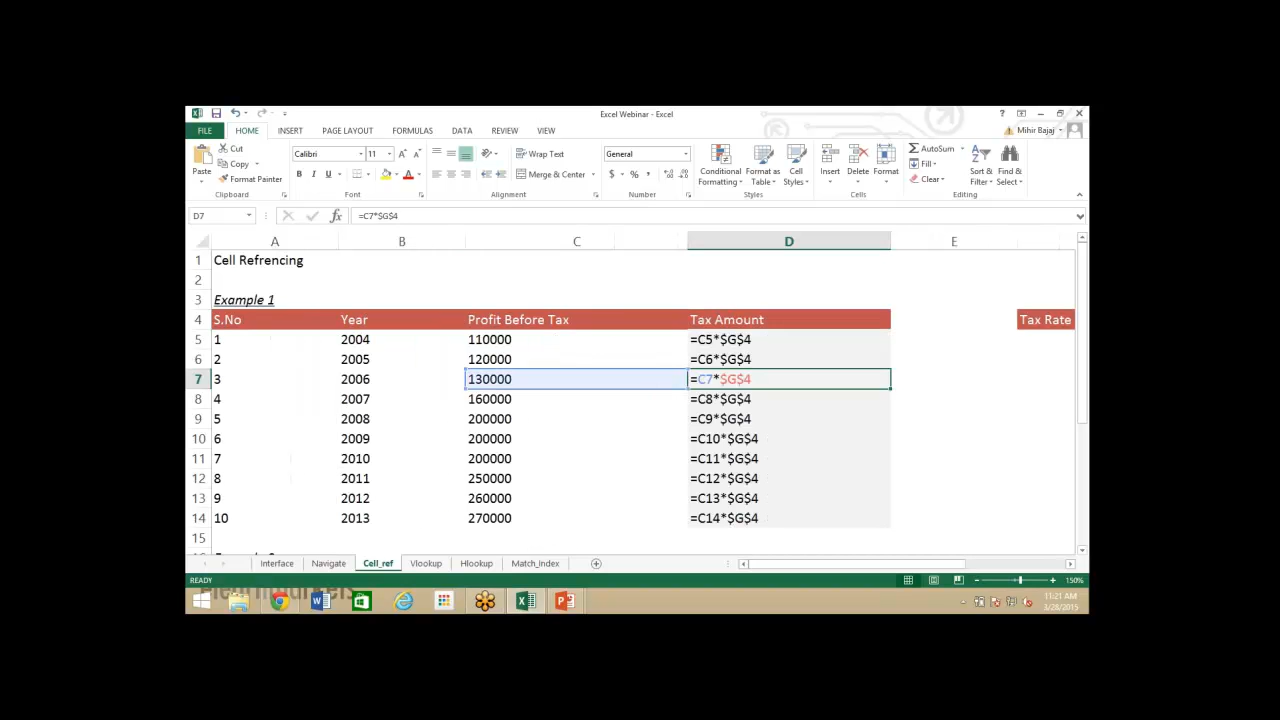 Excel Webinar - Excel
FILE HOME INSERT PAGE LAYOUT FORMULAS DATA REVIEW VIEW Mihir Bajaj
Paste Cut Copy Format Painter Clipboard
Calibri 11 B I U Font
Wrap Text Merge & Center Alignment
General $ % , Number
Conditional Formatting Format as Table Cell Styles Styles
Insert Delete Format Cells
AutoSum Fill Clear Sort & Filter Find & Select Editing
D7 fx =C7*$G$4
A B C D E
1 Cell Refrencing
2
3 Example 1
4 S.No Year Profit Before Tax Tax Amount Tax Rate
5 1 2004 110000 =C5*$G$4
6 2 2005 120000 =C6*$G$4
7 3 2006 130000 =C7*$G$4
8 4 2007 160000 =C8*$G$4
9 5 2008 200000 =C9*$G$4
10 6 2009 200000 =C10*$G$4
11 7 2010 200000 =C11*$G$4
12 8 2011 250000 =C12*$G$4
13 9 2012 260000 =C13*$G$4
14 10 2013 270000 =C14*$G$4
15
Interface Navigate Cell_ref Vlookup Hlookup Match_Index
READY 150%
11:21 AM
3/28/2015